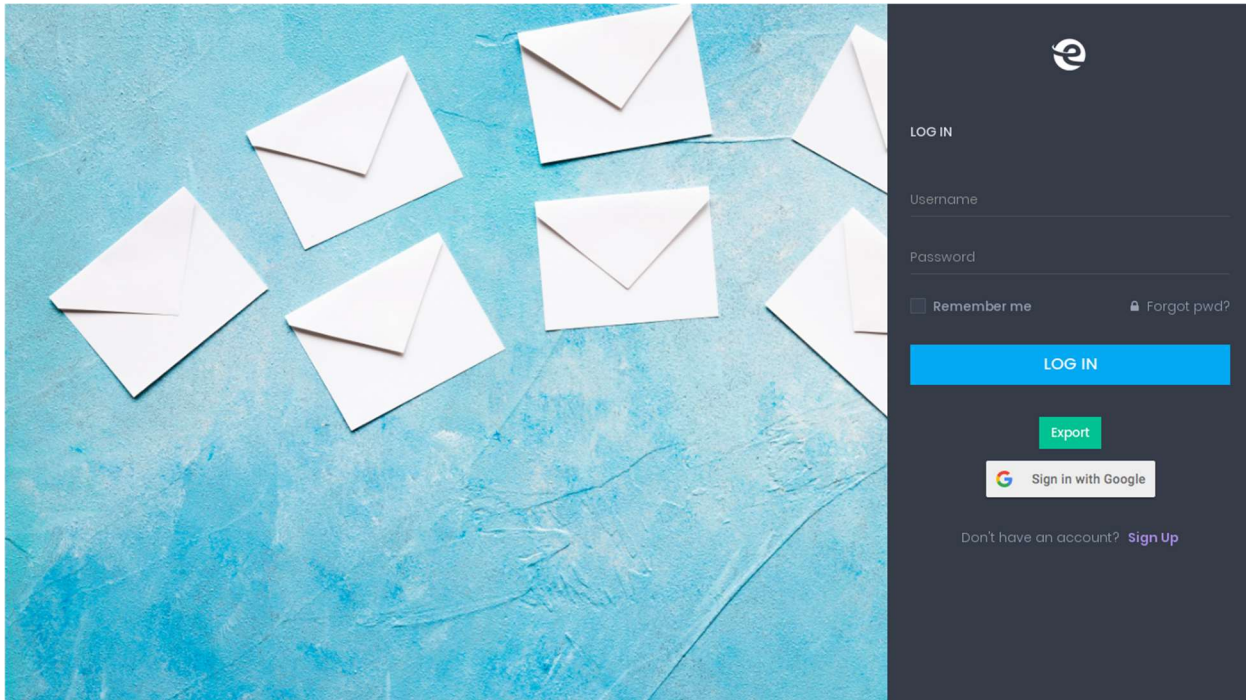 LOG IN
Username
Password
Remember me Forgot pwd?
LOG IN
Export
Sign in with Google
Don't have an account? Sign Up